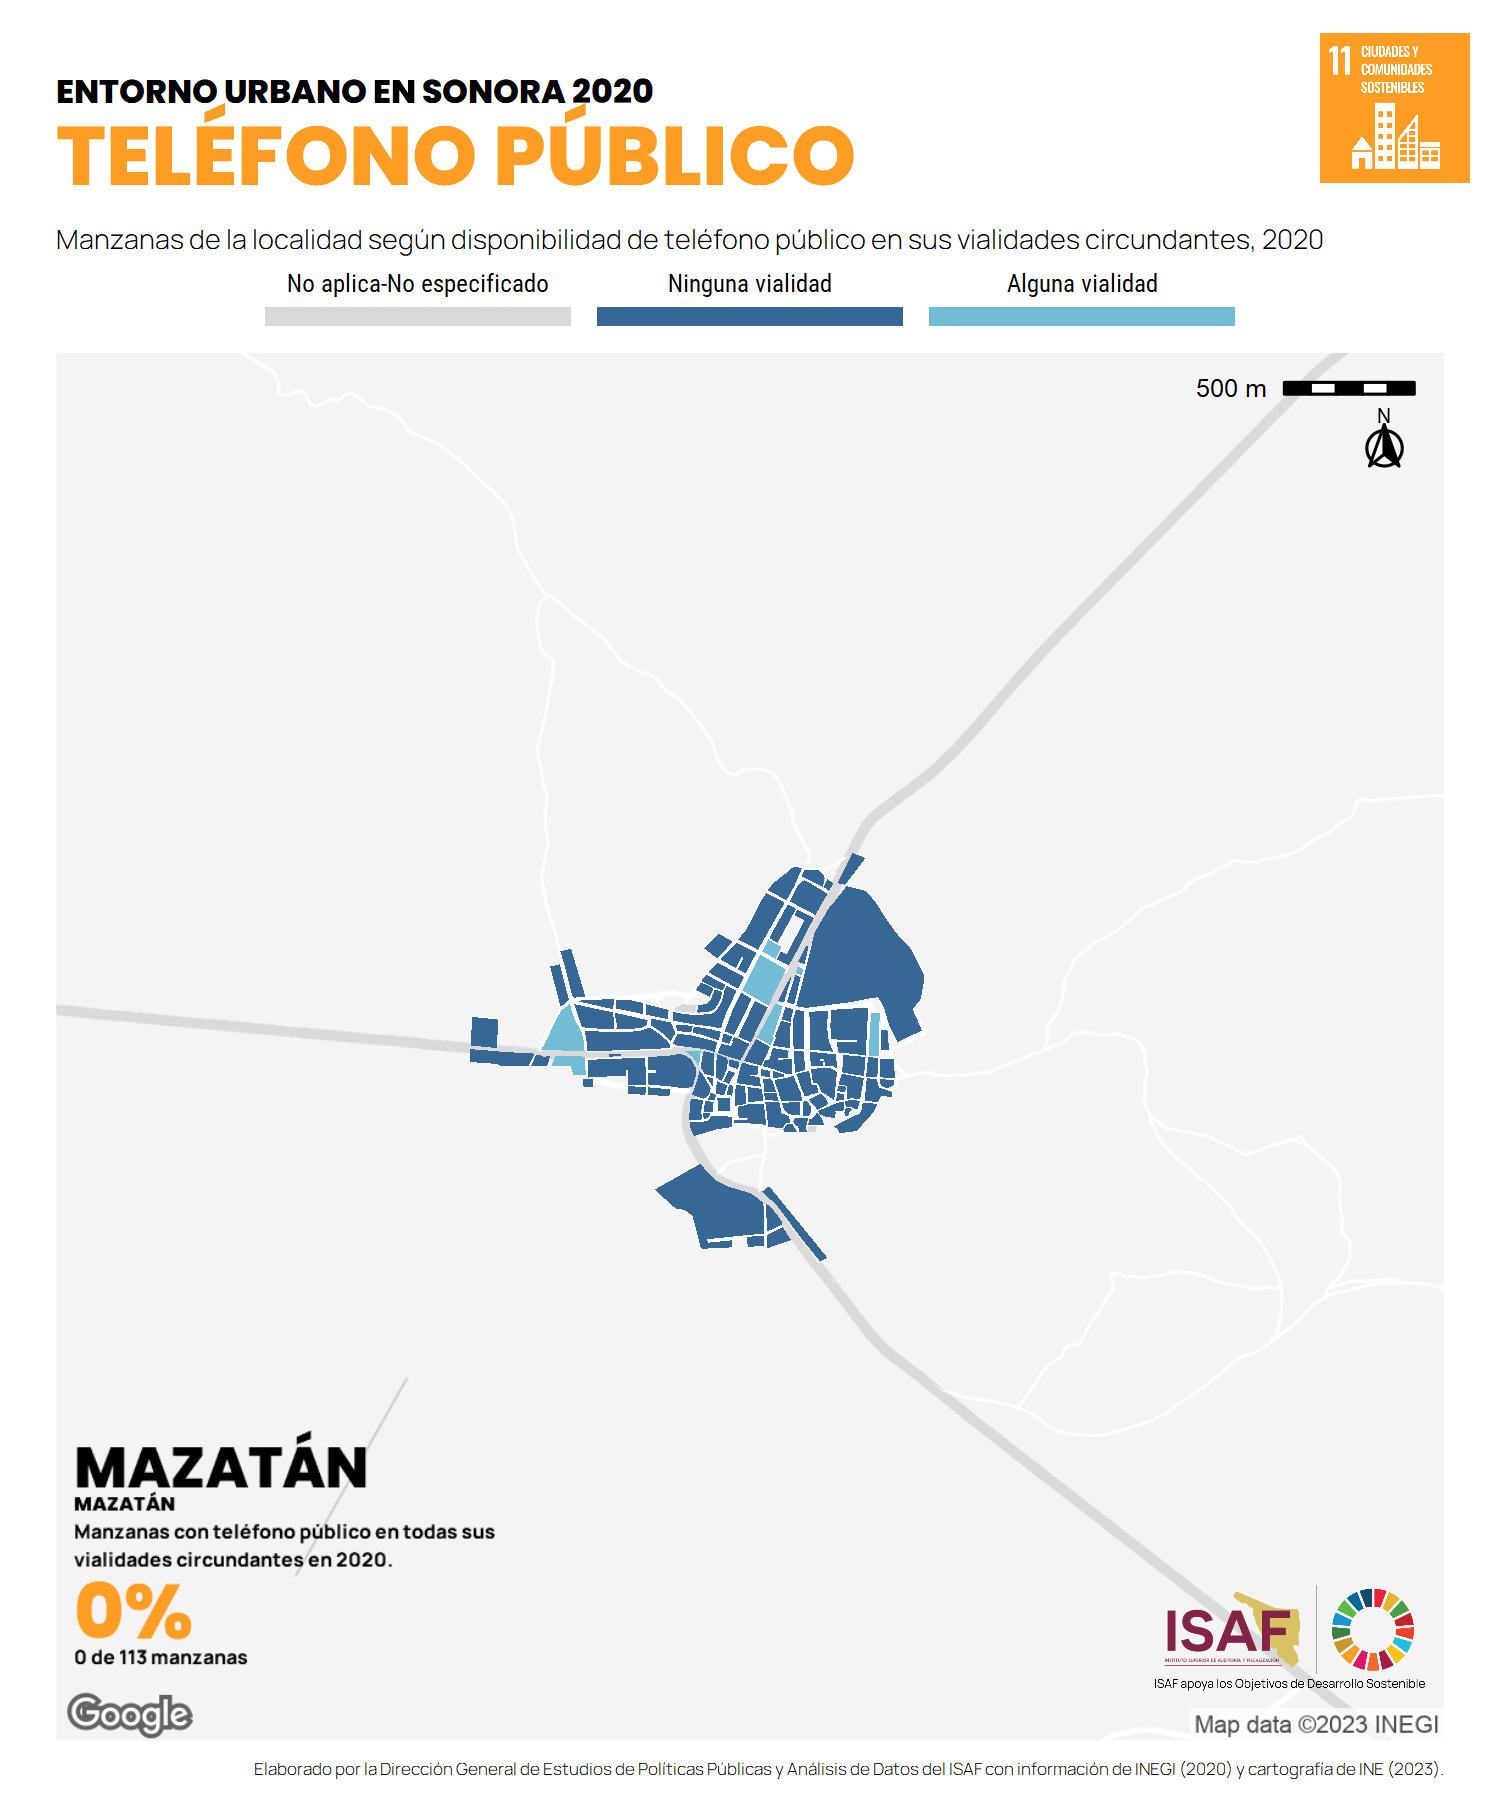 ENTORNO URBANO EN SONORA 2020
TELÉFONO PÚBLICO
11 CIUDADES Y
COMUNIDADES
SOSTENIBLES
Manzanas de la localidad según disponibilidad de teléfono público en sus vialidades circundantes, 2020
No aplica-No especificado
Ninguna vialidad
Alguna vialidad
500 m
N
MAZATÁN
MAZATÁN
Manzanas con teléfono público en todas sus
vialidades circundantes en 2020.
0%
0 de 113 manzanas
Google
ISAF
INSTITUTO SUPERIOR DE AUDITORÍA Y FISCALIZACIÓN
ISAF apoya los Objetivos de Desarrollo Sostenible
Map data ©2023 INEGI
Elaborado por la Dirección General de Estudios de Políticas Públicas y Análisis de Datos del ISAF con información de INEGI (2020) y cartografía de INE (2023).